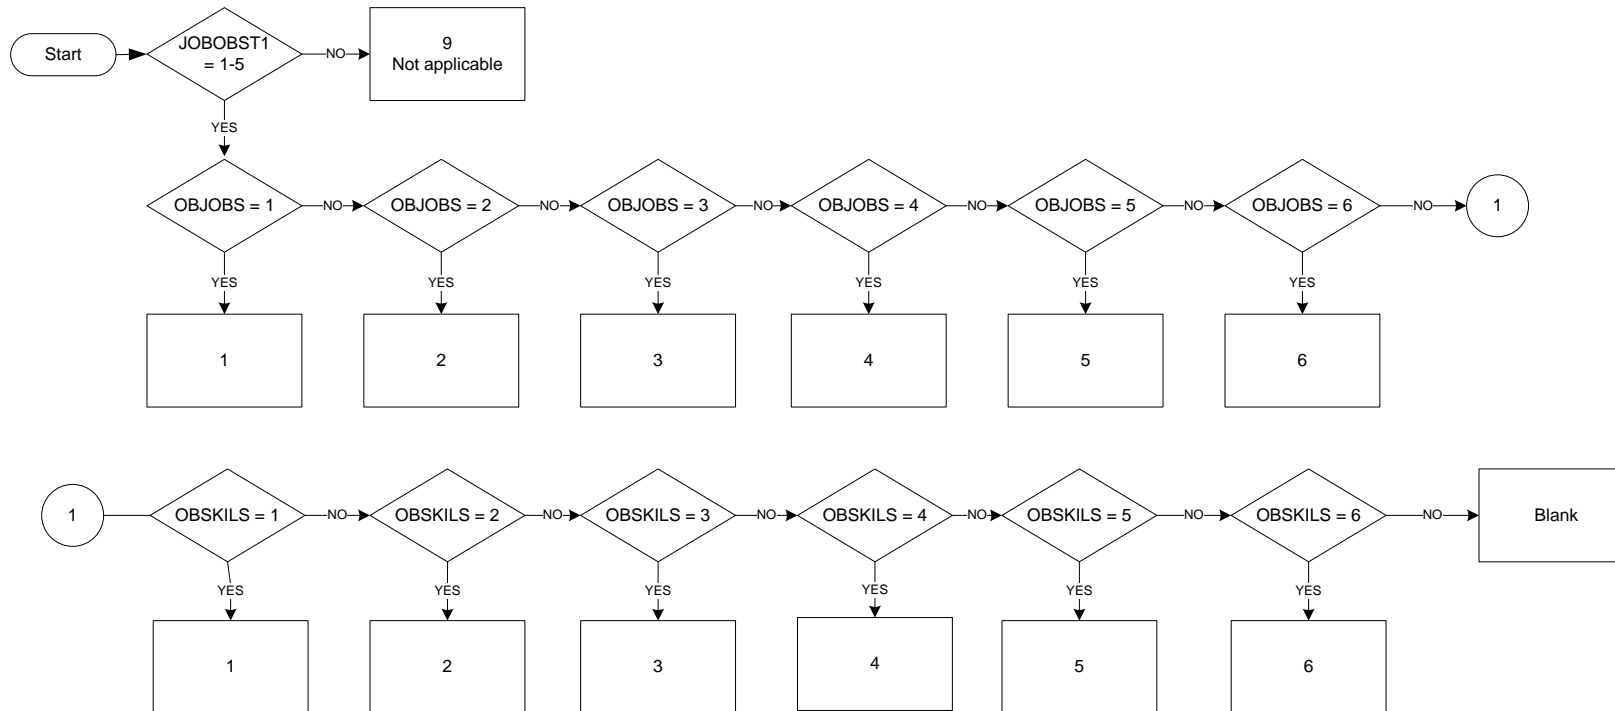 Start
JOBOBST1
= 1-5
NO
9
Not applicable
YES
OBJOBS = 1
NO
OBJOBS = 2
NO
OBJOBS = 3
NO
OBJOBS = 4
NO
OBJOBS = 5
NO
OBJOBS = 6
NO
1
YES
YES
YES
YES
YES
YES
1
2
3
4
5
6
1
OBSKILS = 1
NO
OBSKILS = 2
NO
OBSKILS = 3
NO
OBSKILS = 4
NO
OBSKILS = 5
NO
OBSKILS = 6
NO
Blank
YES
YES
YES
YES
YES
YES
1
2
3
4
5
6